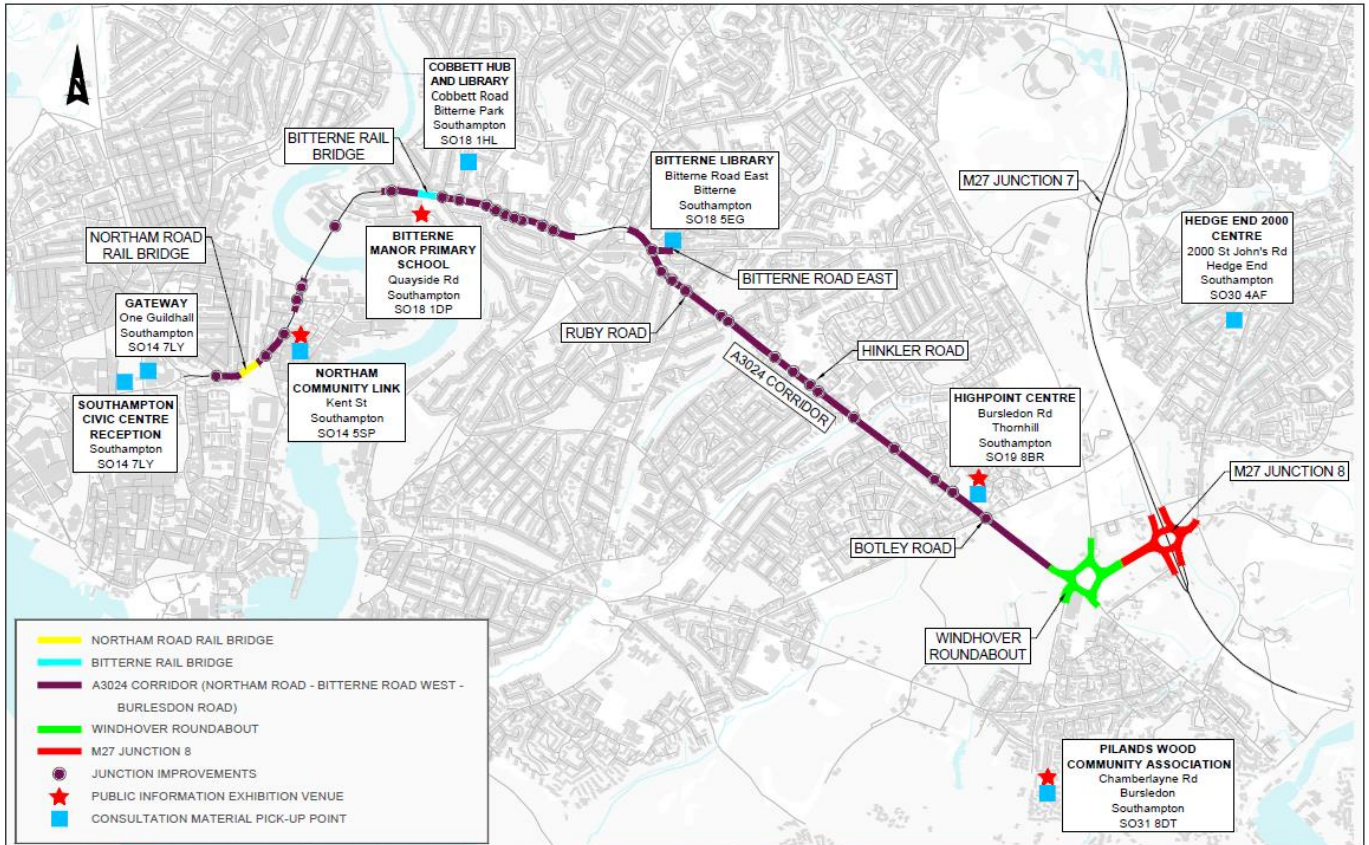 N
COBBETT HUB
AND LIBRARY
Cobbett Road
Bitterne Park
Southampton
SO18 1HL
BITTERNE RAIL
BRIDGE
BITTERNE LIBRARY
Bitterne Road East
Bitterne
Southampton
SO18 5EG
M27 JUNCTION 7
HEDGE END 2000
CENTRE
2000 St John's Rd
Hedge End
Southampton
SO30 4AF
NORTHAM ROAD
RAIL BRIDGE
BITTERNE
MANOR PRIMARY
SCHOOL
Quayside Rd
Southampton
SO18 1DP
BITTERNE ROAD EAST
GATEWAY
One Guildhall
Southampton
SO14 7LY
RUBY ROAD
HINKLER ROAD
A3024 CORRIDOR
NORTHAM
COMMUNITY LINK
Kent St
Southampton
SO14 5SP
SOUTHAMPTON
CIVIC CENTRE
RECEPTION
Southampton
SO14 7LY
HIGHPOINT CENTRE
Bursledon Rd
Thornhill
Southampton
SO19 8BR
M27 JUNCTION 8
BOTLEY ROAD
WINDHOVER
ROUNDABOUT
NORTHAM ROAD RAIL BRIDGE
BITTERNE RAIL BRIDGE
A3024 CORRIDOR (NORTHAM ROAD - BITTERNE ROAD WEST -
BURLESDON ROAD)
WINDHOVER ROUNDABOUT
M27 JUNCTION 8
JUNCTION IMPROVEMENTS
PUBLIC INFORMATION EXHIBITION VENUE
CONSULTATION MATERIAL PICK-UP POINT
PILANDS WOOD
COMMUNITY ASSOCIATION
Chamberlayne Rd
Bursledon
Southampton
SO31 8DT